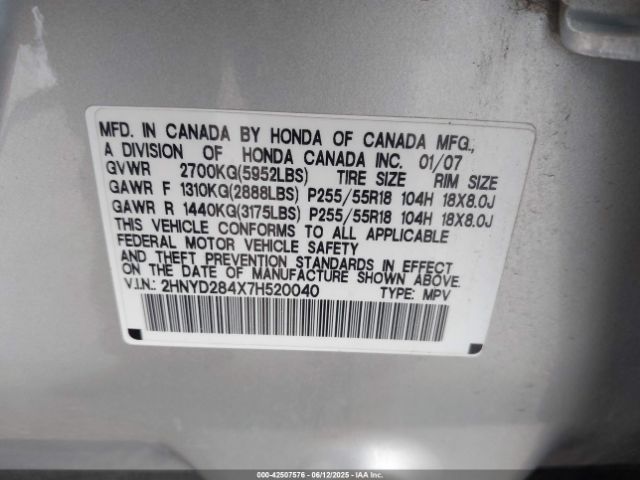 MFD. IN CANADA BY HONDA OF CANADA MFG.,
A DIVISION OF HONDA CANADA INC. 01/07
GVWR 2700KG(5952LBS) TIRE SIZE RIM SIZE
GAWR F 1310KG(2888LBS) P255/55R18 104H 18X8.0J
GAWR R 1440KG(3175LBS) P255/55R18 104H 18X8.0J
THIS VEHICLE CONFORMS TO ALL APPLICABLE
FEDERAL MOTOR VEHICLE SAFETY
AND THEFT PREVENTION STANDARDS IN EFFECT
ON THE DATE OF MANUFACTURE SHOWN ABOVE.
V.I.N.: 2HNYD284X7H520040 TYPE: MPV
000-42507576 - 06/12/2025 - IAA Inc.